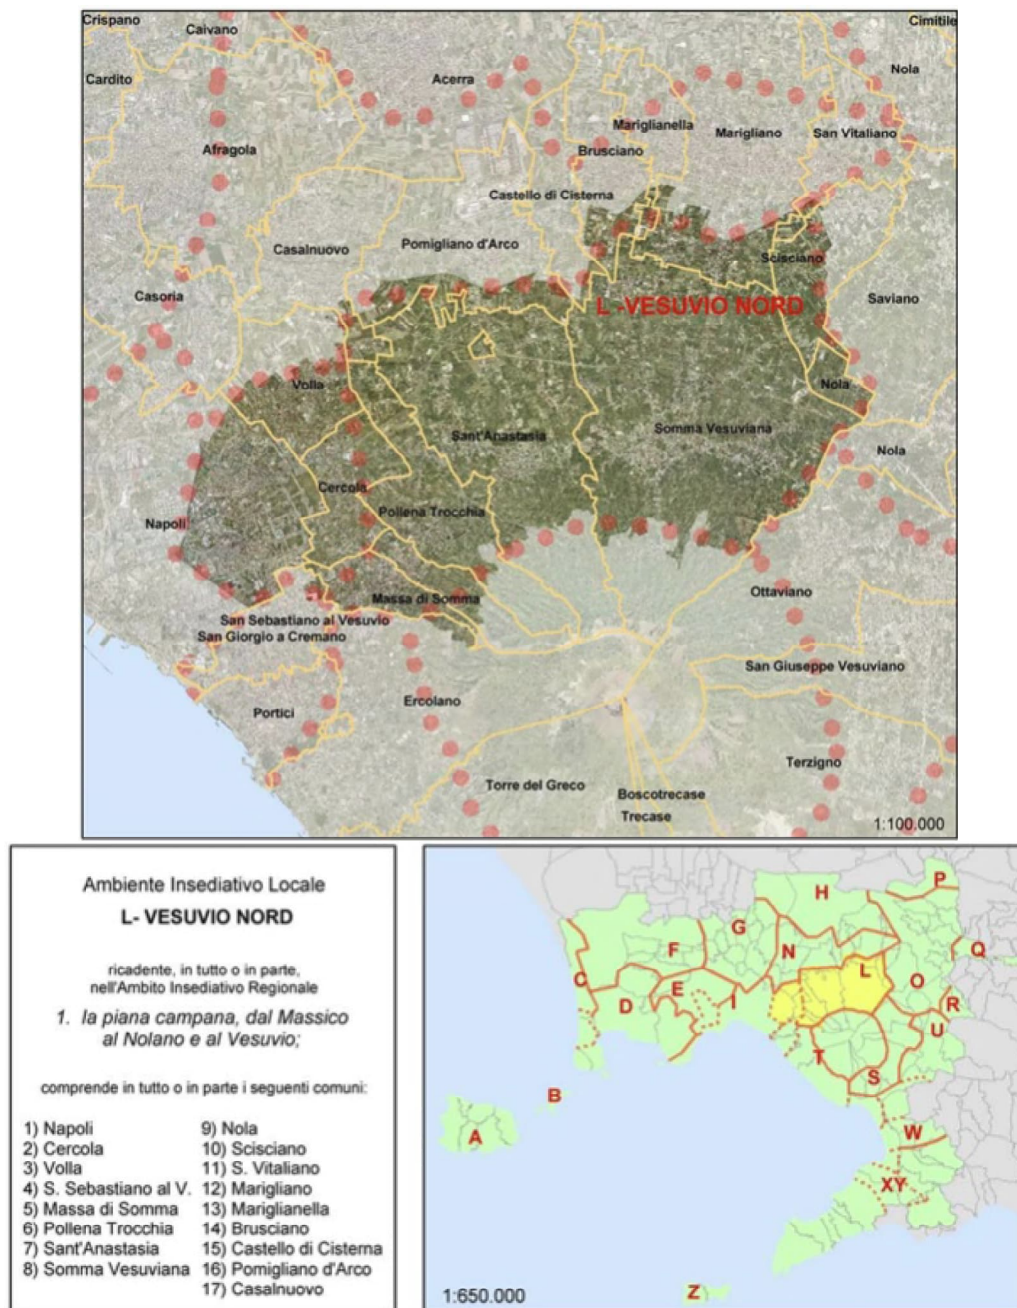 Crispano
Caivano
Cimitile
Cardito
Acerra
Nola
Mariglianella
Marigliano
San Vitaliano
Afragola
Brusciano
Castello di Cisterna
Casalnuovo
Pomigliano d'Arco
Scisciano
Casoria
Saviano
L -VESUVIO NORD
Volla
Nola
Sant'Anastasia
Somma Vesuviana
Nola
Cercola
Pollena Trocchia
Napoli
Ottaviano
Massa di Somma
San Sebastiano al Vesuvio
San Giorgio a Cremano
San Giuseppe Vesuviano
Ercolano
Portici
Terzigno
Torre del Greco
Boscotrecase
Trecase
1:100.000
Ambiente Insediativo Locale
L- VESUVIO NORD
ricadente, in tutto o in parte,
nell'Ambito Insediativo Regionale
1. la piana campana, dal Massico
al Nolano e al Vesuvio;
comprende in tutto o in parte i seguenti comuni:
1) Napoli
2) Cercola
3) Volla
4) S. Sebastiano al V.
5) Massa di Somma
6) Pollena Trocchia
7) Sant'Anastasia
8) Somma Vesuviana
9) Nola
10) Scisciano
11) S. Vitaliano
12) Marigliano
13) Mariglianella
14) Brusciano
15) Castello di Cisterna
16) Pomigliano d'Arco
17) Casalnuovo
P
H
G
F
N
Q
L
C
O
E
D
I
R
U
T
S
B
A
W
XY
Z
1:650.000